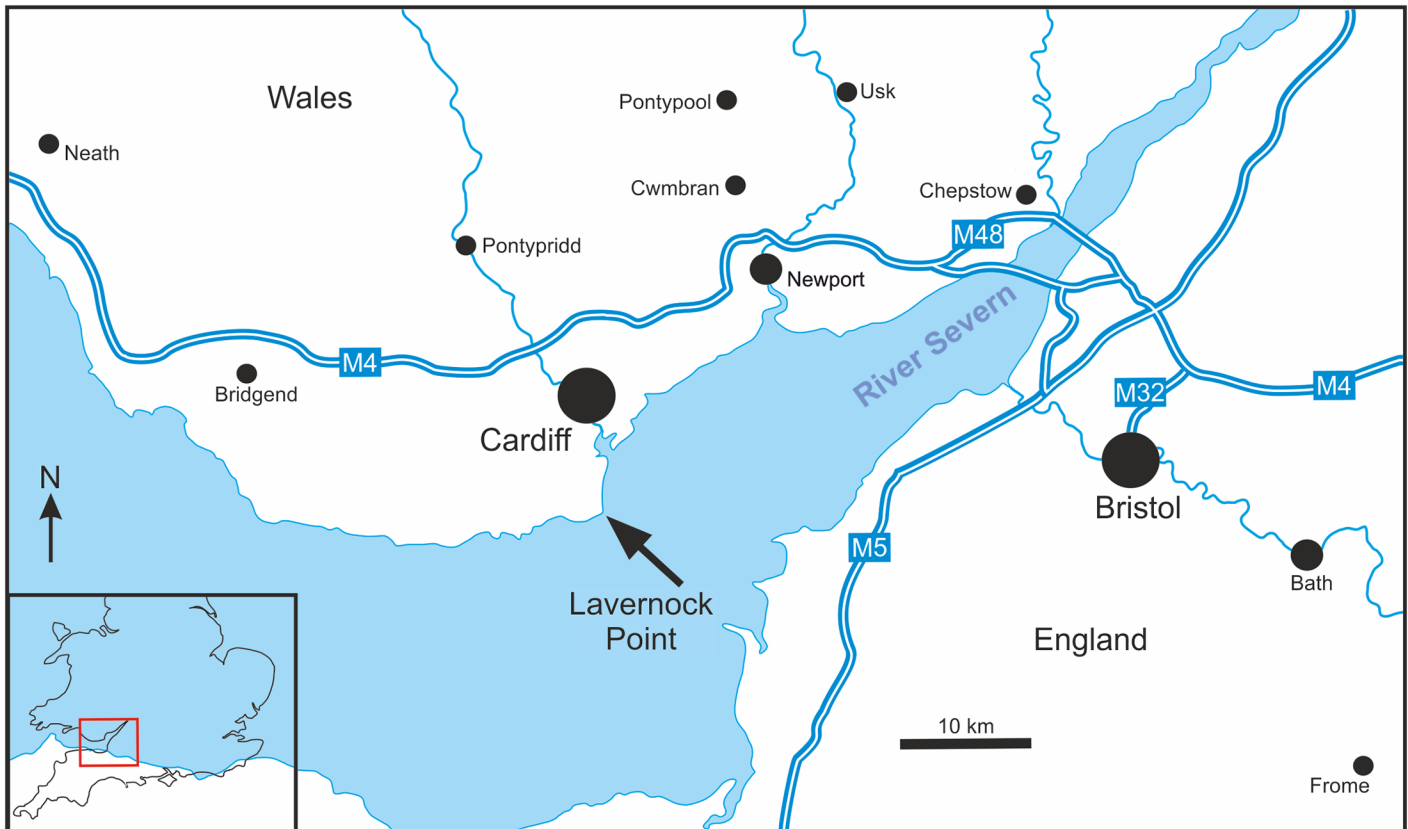 Wales
Pontypool
Usk
Neath
Cwmbran
Chepstow
M48
Pontypridd
Newport
River Severn
M4
Bridgend
M32
M4
Cardiff
N
Bristol
M5
Bath
Lavernock
Point
England
10 km
Frome